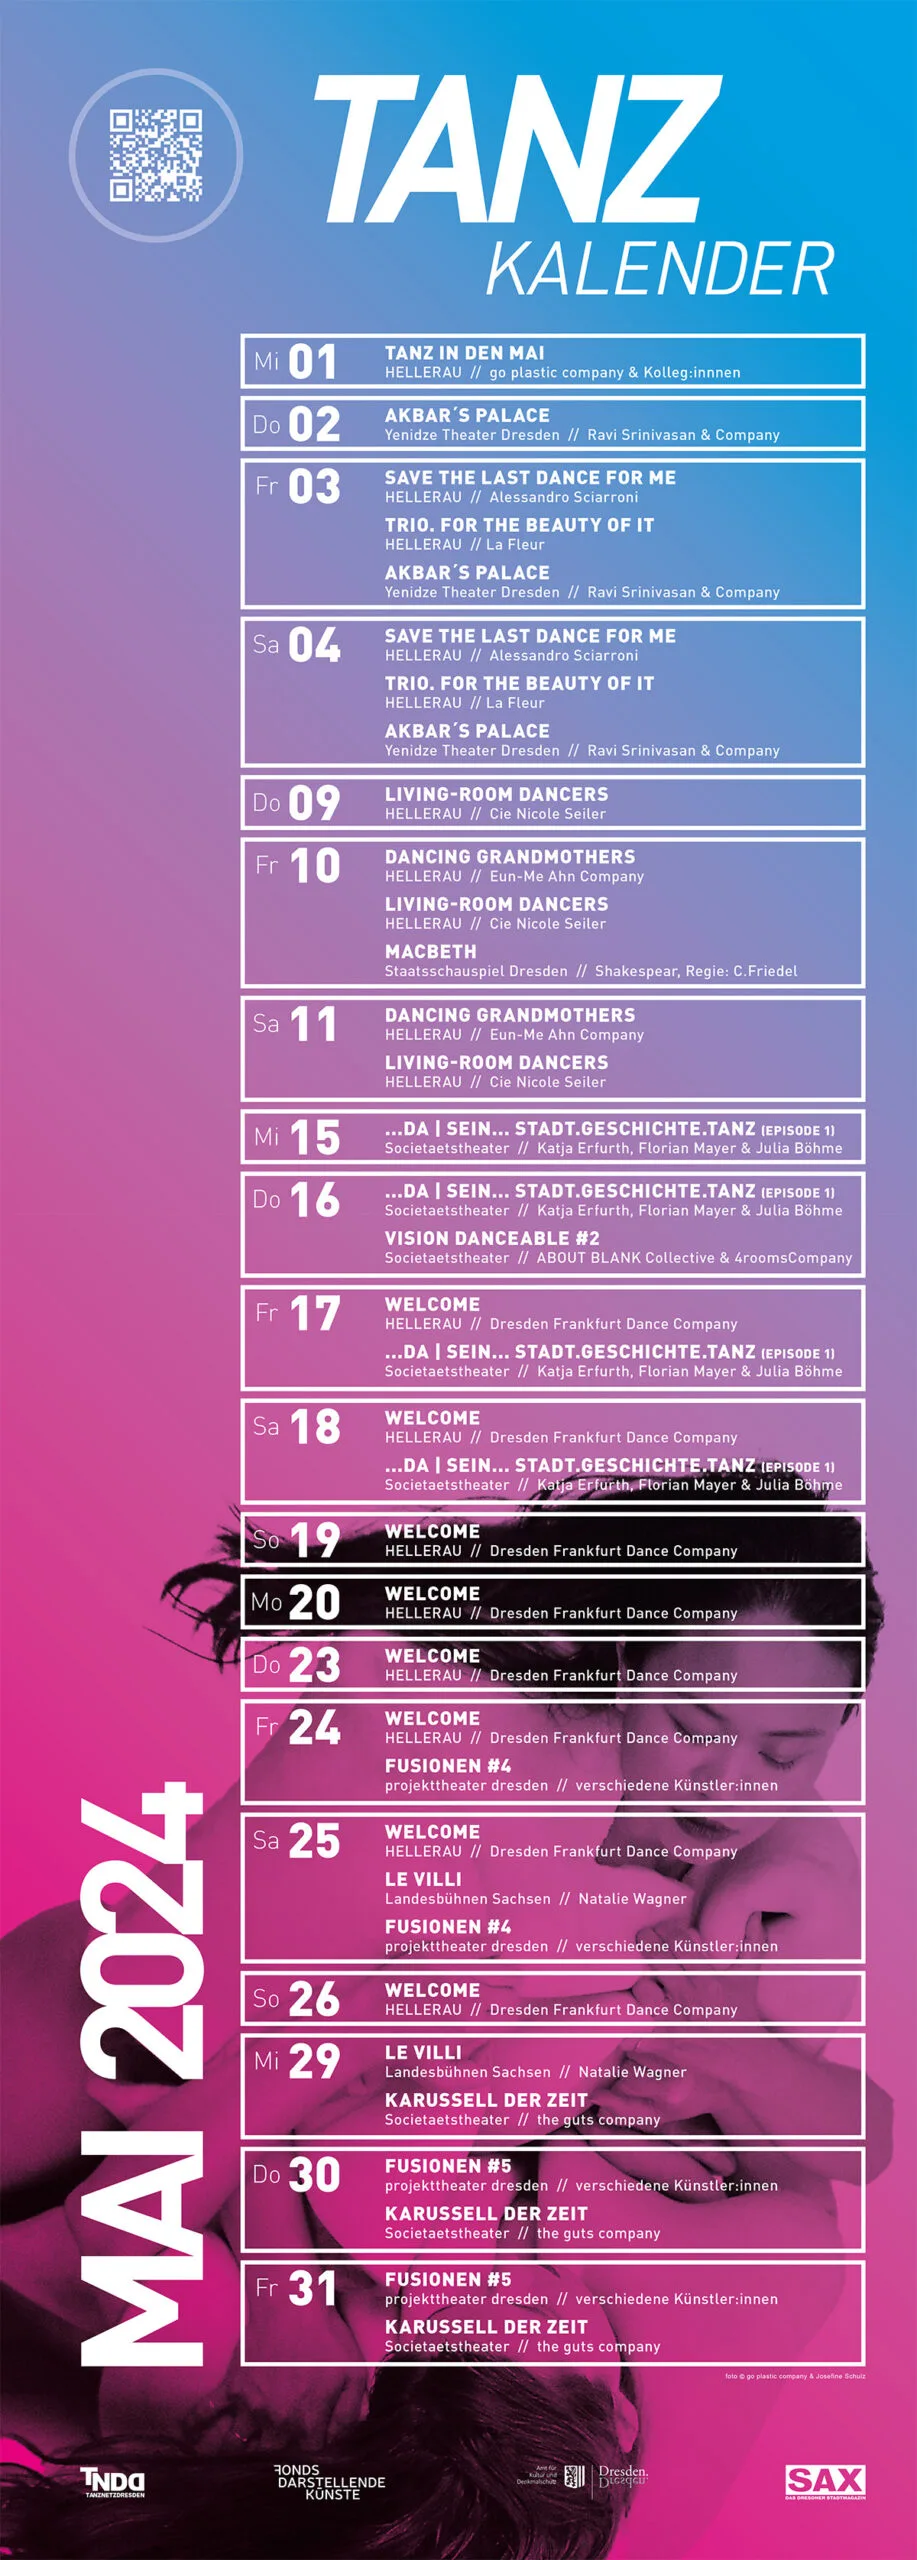 TANZ
KALENDER
Mi 01
TANZ IN DEN MAI
HELLERAU // go plastic company & Kolleg:innnen
Do 02
AKBAR´S PALACE
Yenidze Theater Dresden // Ravi Srinivasan & Company
Fr 03
SAVE THE LAST DANCE FOR ME
HELLERAU // Alessandro Sciarroni
TRIO. FOR THE BEAUTY OF IT
HELLERAU // La Fleur
AKBAR´S PALACE
Yenidze Theater Dresden // Ravi Srinivasan & Company
Sa 04
SAVE THE LAST DANCE FOR ME
HELLERAU // Alessandro Sciarroni
TRIO. FOR THE BEAUTY OF IT
HELLERAU // La Fleur
AKBAR´S PALACE
Yenidze Theater Dresden // Ravi Srinivasan & Company
Do 09
LIVING-ROOM DANCERS
HELLERAU // Cie Nicole Seiler
Fr 10
DANCING GRANDMOTHERS
HELLERAU // Eun-Me Ahn Company
LIVING-ROOM DANCERS
HELLERAU // Cie Nicole Seiler
MACBETH
Staatsschauspiel Dresden // Shakespear, Regie: C.Friedel
Sa 11
DANCING GRANDMOTHERS
HELLERAU // Eun-Me Ahn Company
LIVING-ROOM DANCERS
HELLERAU // Cie Nicole Seiler
Mi 15
...DA | SEIN... STADT.GESCHICHTE.TANZ (EPISODE 1)
Societaetstheater // Katja Erfurth, Florian Mayer & Julia Böhme
Do 16
...DA | SEIN... STADT.GESCHICHTE.TANZ (EPISODE 1)
Societaetstheater // Katja Erfurth, Florian Mayer & Julia Böhme
VISION DANCEABLE #2
Societaetstheater // ABOUT BLANK Collective & 4roomsCompany
Fr 17
WELCOME
HELLERAU // Dresden Frankfurt Dance Company
...DA | SEIN... STADT.GESCHICHTE.TANZ (EPISODE 1)
Societaetstheater // Katja Erfurth, Florian Mayer & Julia Böhme
Sa 18
WELCOME
HELLERAU // Dresden Frankfurt Dance Company
...DA | SEIN... STADT.GESCHICHTE.TANZ (EPISODE 1)
Societaetstheater // Katja Erfurth, Florian Mayer & Julia Böhme
So 19
WELCOME
HELLERAU // Dresden Frankfurt Dance Company
Mo 20
WELCOME
HELLERAU // Dresden Frankfurt Dance Company
Do 23
WELCOME
HELLERAU // Dresden Frankfurt Dance Company
Fr 24
WELCOME
HELLERAU // Dresden Frankfurt Dance Company
FUSIONEN #4
projekttheater dresden // verschiedene Künstler:innen
Sa 25
WELCOME
HELLERAU // Dresden Frankfurt Dance Company
LE VILLI
Landesbühnen Sachsen // Natalie Wagner
FUSIONEN #4
projekttheater dresden // verschiedene Künstler:innen
So 26
WELCOME
HELLERAU // Dresden Frankfurt Dance Company
Mi 29
LE VILLI
Landesbühnen Sachsen // Natalie Wagner
KARUSSELL DER ZEIT
Societaetstheater // the guts company
Do 30
FUSIONEN #5
projekttheater dresden // verschiedene Künstler:innen
KARUSSELL DER ZEIT
Societaetstheater // the guts company
Fr 31
FUSIONEN #5
projekttheater dresden // verschiedene Künstler:innen
KARUSSELL DER ZEIT
Societaetstheater // the guts company
MAI 2024
foto © go plastic company & Josefine Schulz
TNDD
TANZNETZDRESDEN
FONDS
DARSTELLENDE
KÜNSTE
Amt für
Kultur und
Denkmalschutz
Dresden.
Dresden.
SAX
DAS DRESDNER STADTMAGAZIN